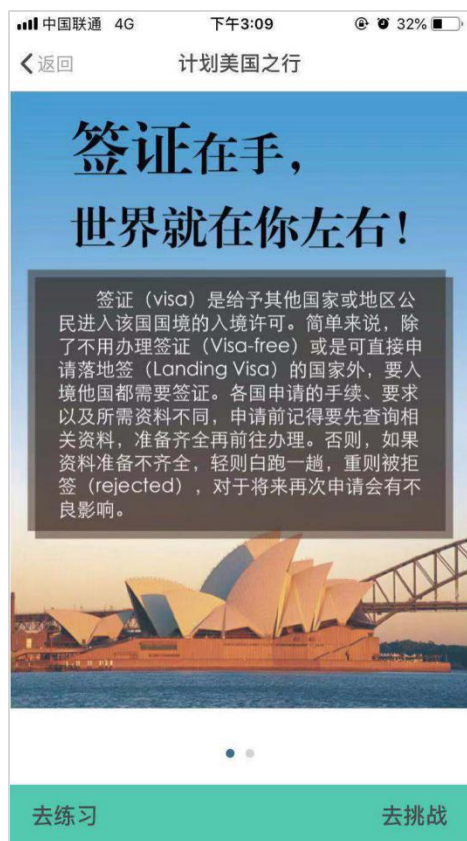 中国联通 4G 下午3:09 32%
返回 计划美国之行
签证在手，
世界就在你左右！
签证（visa）是给予其他国家或地区公
民进入该国国境的入境许可。简单来说，除
了不用办理签证（Visa-free）或是可直接申
请落地签（Landing Visa）的国家外，要入
境他国都需要签证。各国申请的手续、要求
以及所需资料不同，申请前记得要先查询相
关资料，准备齐全再前往办理。否则，如果
资料准备不齐全，轻则白跑一趟，重则被拒
签（rejected），对于将来再次申请会有不
良影响。
去练习 去挑战